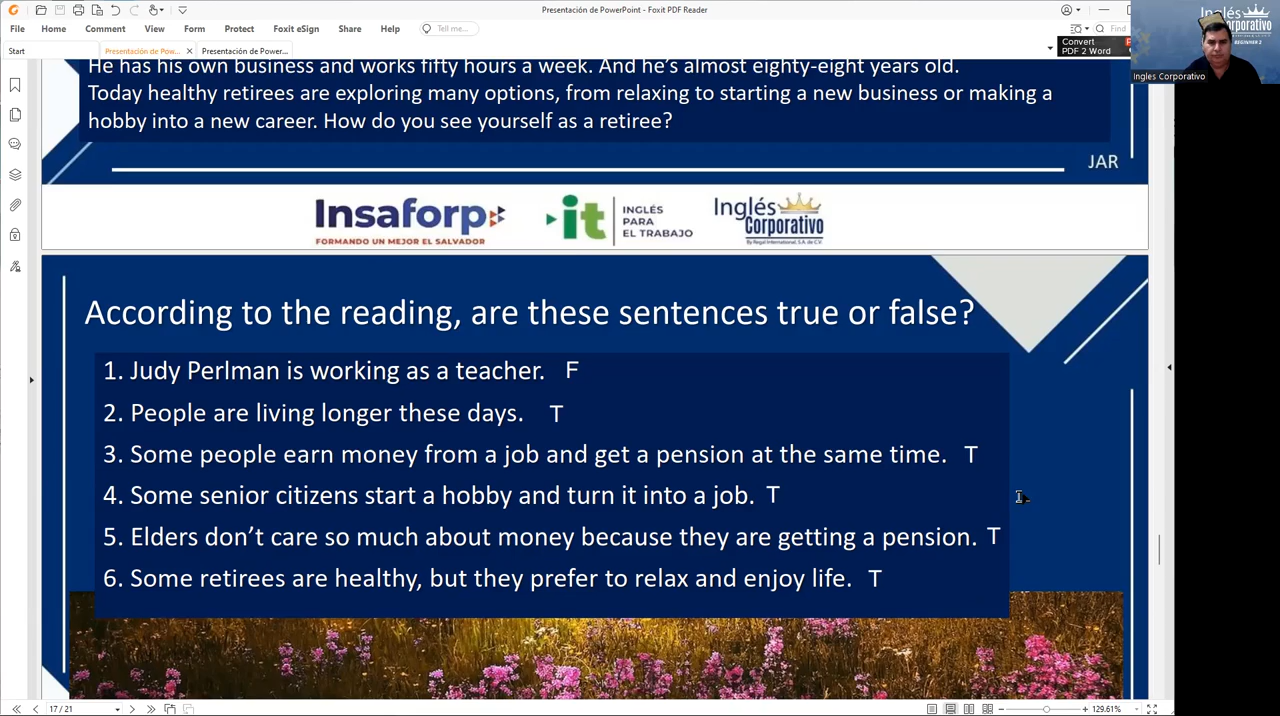 Presentación de PowerPoint - Foxit PDF Reader
File Home Comment View Form Protect Foxit eSign Share Help Tell me... Find
Start Presentación de Pow... × Presentación de Power...
Convert
PDF 2 Word
Inglés
Corporativo
BEGINNER 2
Ingles Corporativo
He has his own business and works fifty hours a week. And he's almost eighty-eight years old.
Today healthy retirees are exploring many options, from relaxing to starting a new business or making a
hobby into a new career. How do you see yourself as a retiree?
JAR
Insaforp
FORMANDO UN MEJOR EL SALVADOR
it
INGLÉS
PARA
EL TRABAJO
Inglés
Corporativo
By Regal International, S.A. de C.V.
According to the reading, are these sentences true or false?
1. Judy Perlman is working as a teacher. F
2. People are living longer these days. T
3. Some people earn money from a job and get a pension at the same time. T
4. Some senior citizens start a hobby and turn it into a job. T
5. Elders don't care so much about money because they are getting a pension. T
6. Some retirees are healthy, but they prefer to relax and enjoy life. T
17 / 21
129.61%